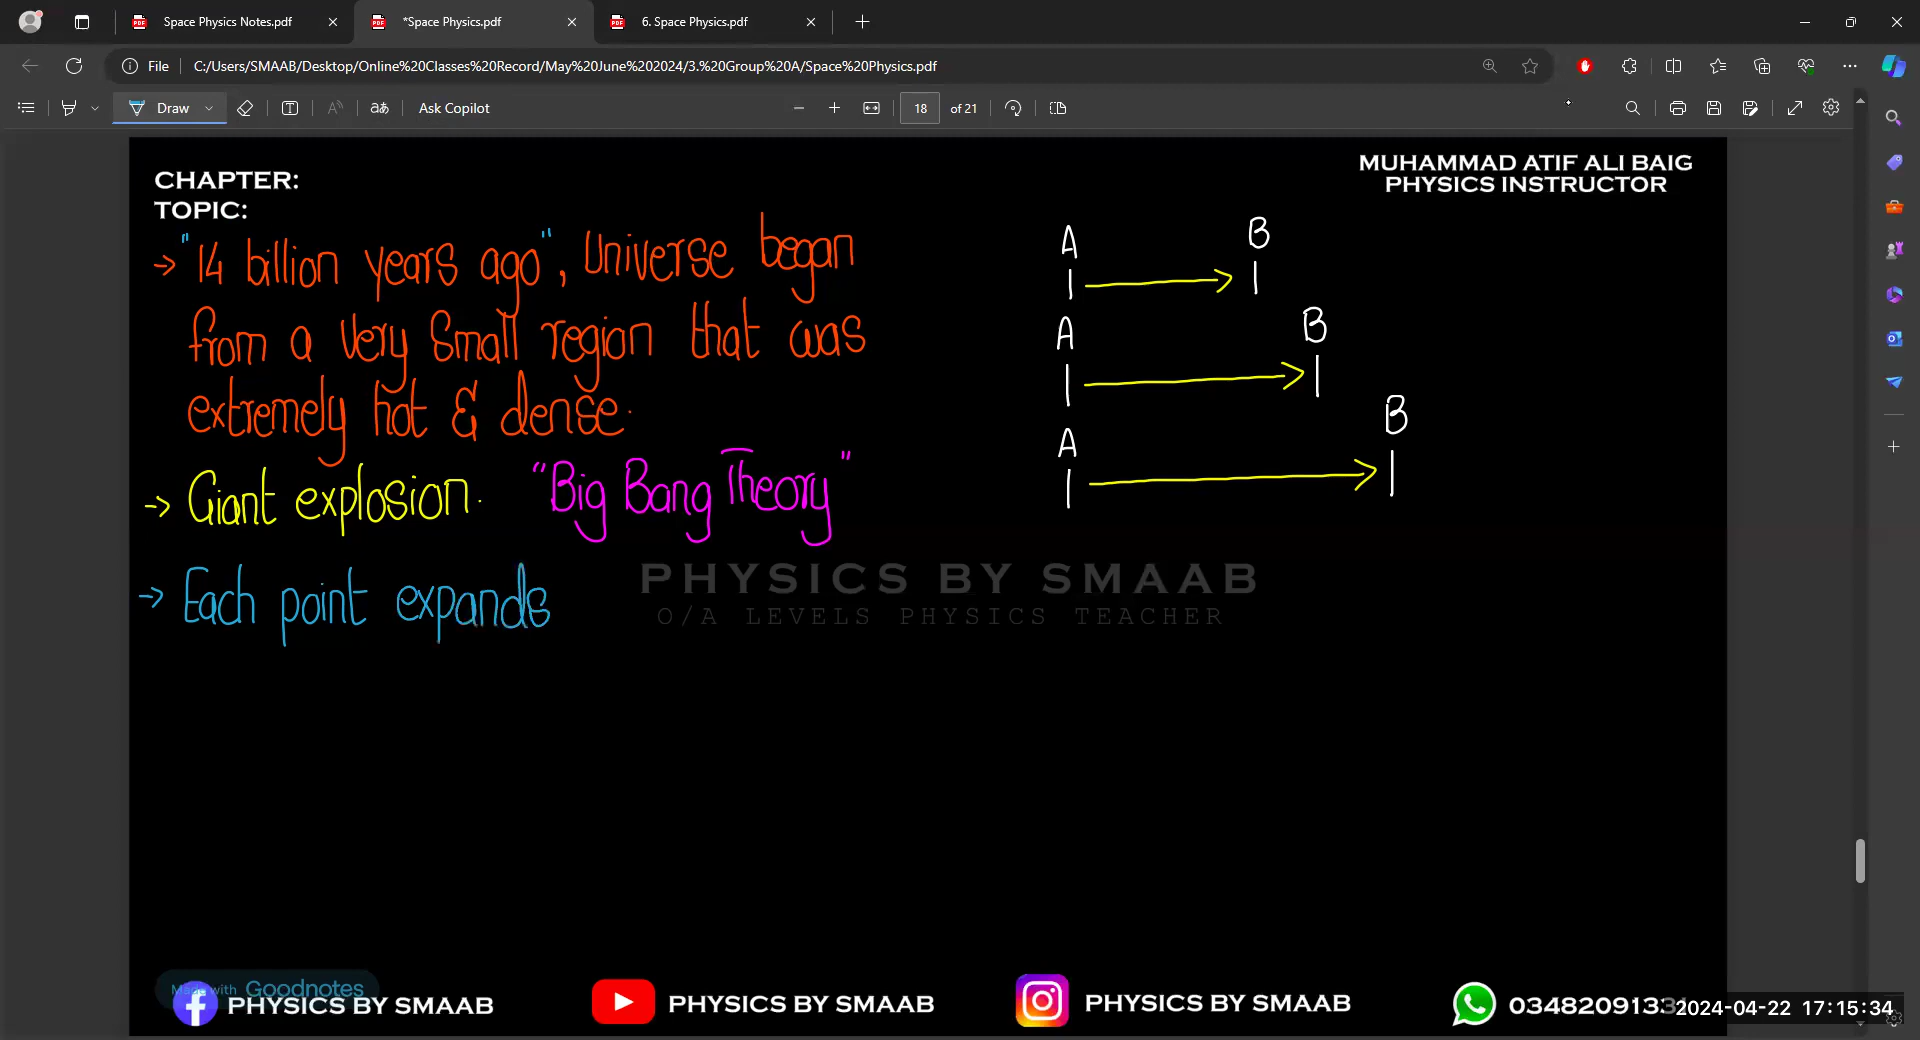 Space Physics Notes.pdf
*Space Physics.pdf
6. Space Physics.pdf
File
C:/Users/SMAAB/Desktop/Online%20Classes%20Record/May%20June%202024/3.%20Group%20A/Space%20Physics.pdf
Draw
aあ
Ask Copilot
18 of 21
CHAPTER:
TOPIC:
MUHAMMAD ATIF ALI BAIG
PHYSICS INSTRUCTOR
→ "14 billion years ago", Universe began
from a very small region that was
extremely hot & dense.
→ Giant explosion. "Big Bang Theory"
→ Each point expands
A B
A B
A B
PHYSICS BY SMAAB
O/A LEVELS PHYSICS TEACHER
Made with Goodnotes
PHYSICS BY SMAAB
PHYSICS BY SMAAB
PHYSICS BY SMAAB
2024-04-22 17:15:34